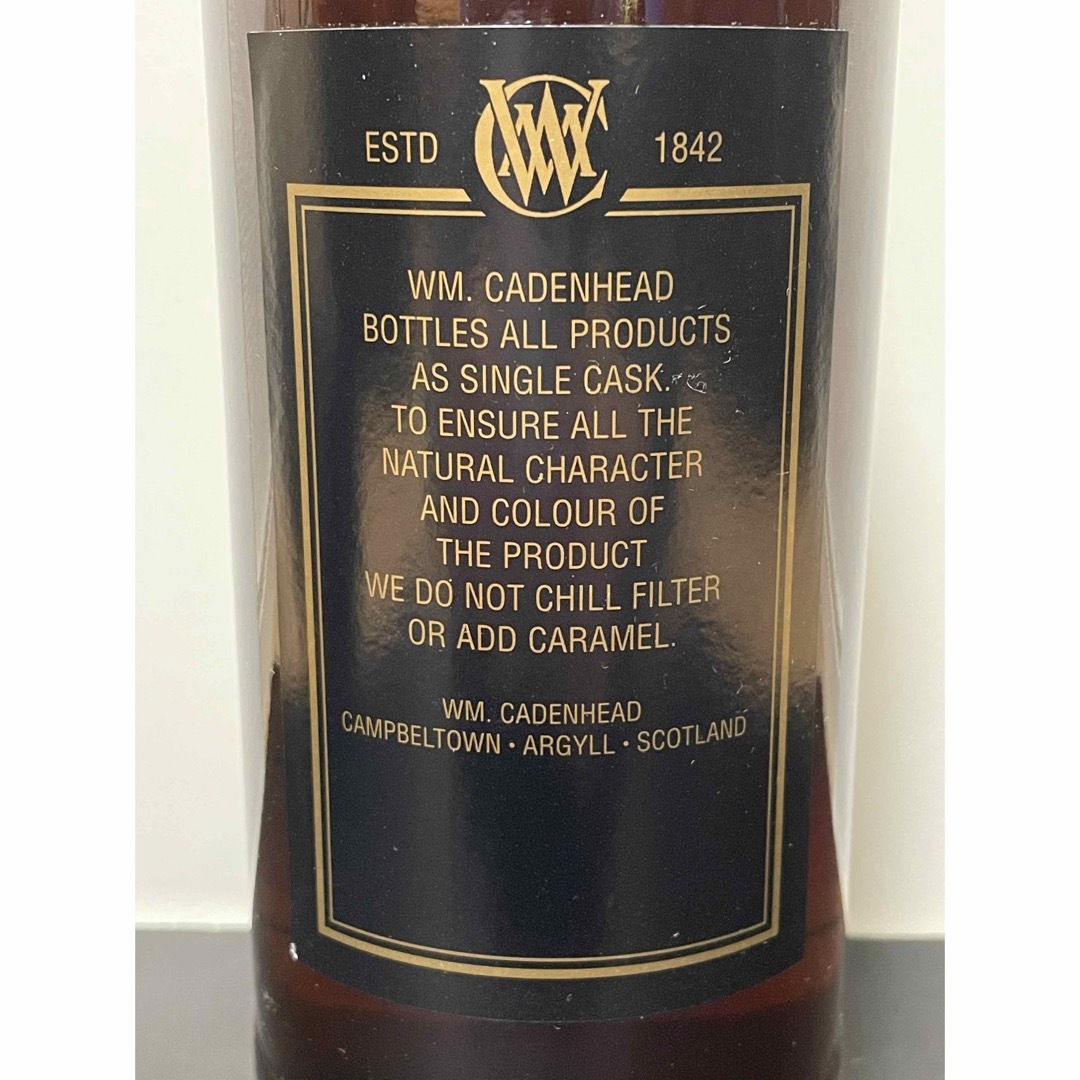 ESTD WC 1842
WM. CADENHEAD
BOTTLES ALL PRODUCTS
AS SINGLE CASK.
TO ENSURE ALL THE
NATURAL CHARACTER
AND COLOUR OF
THE PRODUCT
WE DO NOT CHILL FILTER
OR ADD CARAMEL.
WM. CADENHEAD
CAMPBELTOWN · ARGYLL · SCOTLAND